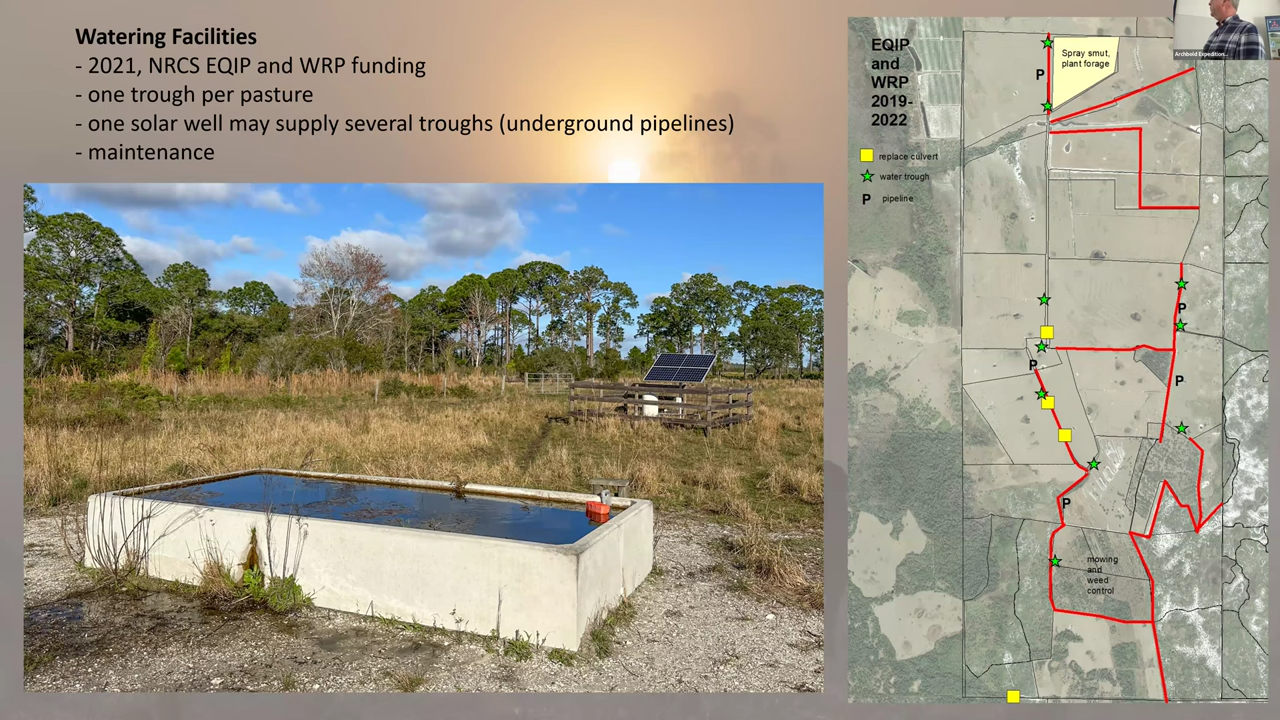 Watering Facilities
- 2021, NRCS EQIP and WRP funding
- one trough per pasture
- one solar well may supply several troughs (underground pipelines)
- maintenance
EQIP
and
WRP
2019-
2022
replace culvert
water trough
P pipeline
Spray smut,
plant forage
P
P
P
P
P
mowing
and
weed
control
Archbold Expedition...